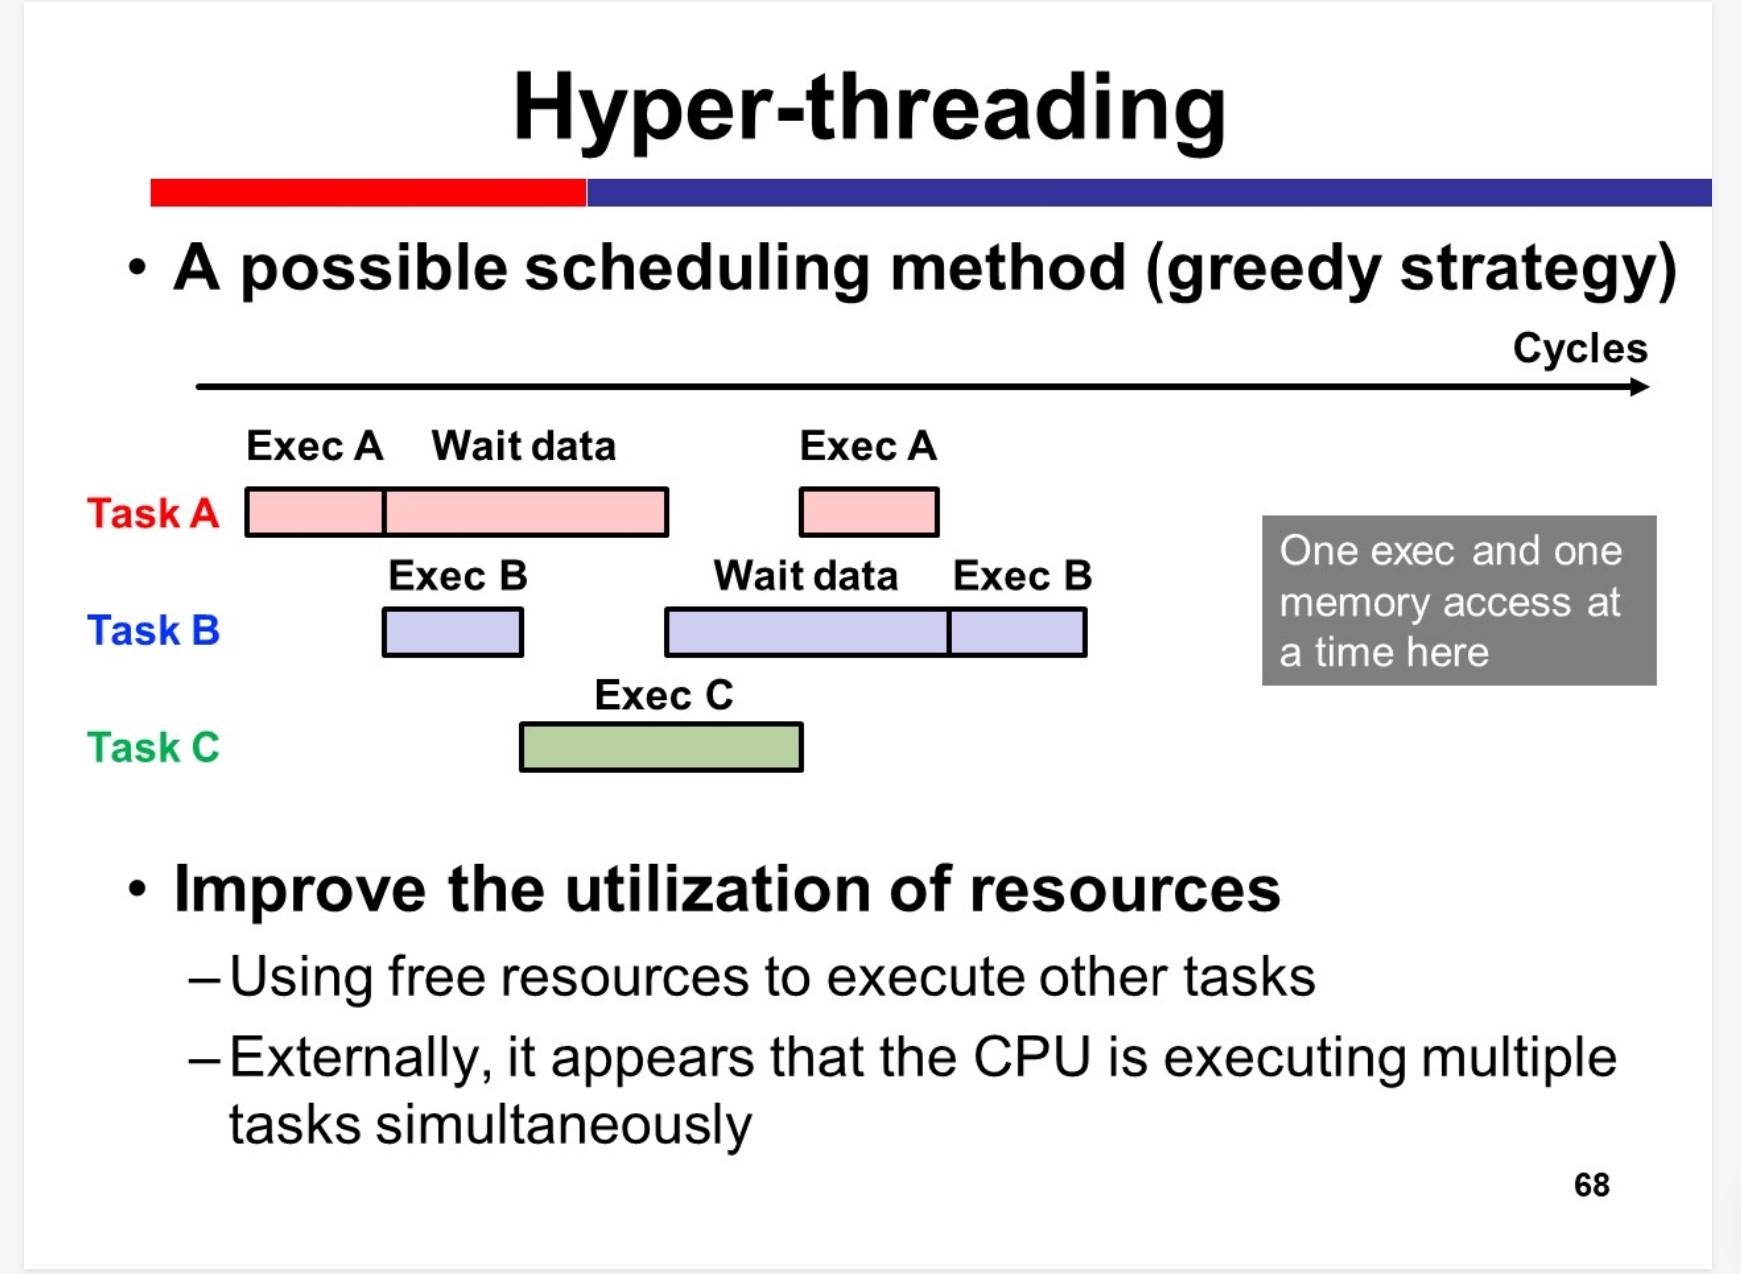 Hyper-threading
• A possible scheduling method (greedy strategy)
Cycles
Exec A Wait data Exec A
Task A
Exec B Wait data Exec B
Task B
Exec C
Task C
One exec and one
memory access at
a time here
• Improve the utilization of resources
– Using free resources to execute other tasks
– Externally, it appears that the CPU is executing multiple
tasks simultaneously
68